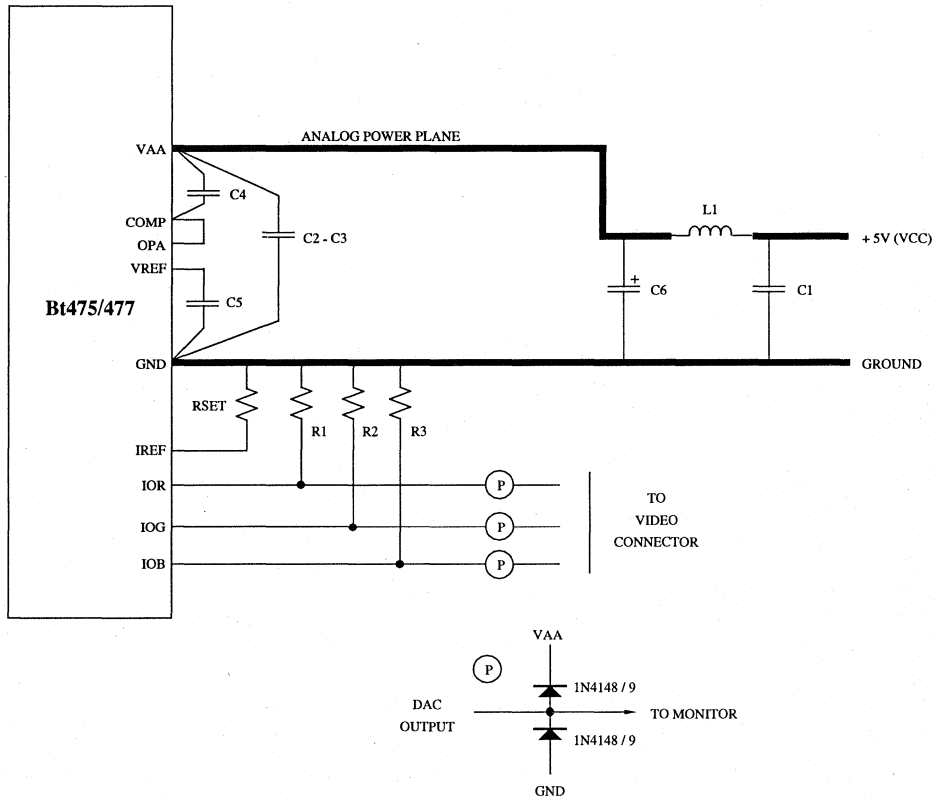 ANALOG POWER PLANE
VAA
C4
L1
COMP
C2 - C3
+ 5V (VCC)
OPA
VREF
+
C6
C1
Bt475/477
C5
GND
GROUND
RSET
R1
R2
R3
IREF
IOR
P
TO
IOG
P
VIDEO
CONNECTOR
IOB
P
VAA
P
1N4148 / 9
DAC
OUTPUT
TO MONITOR
1N4148 / 9
GND